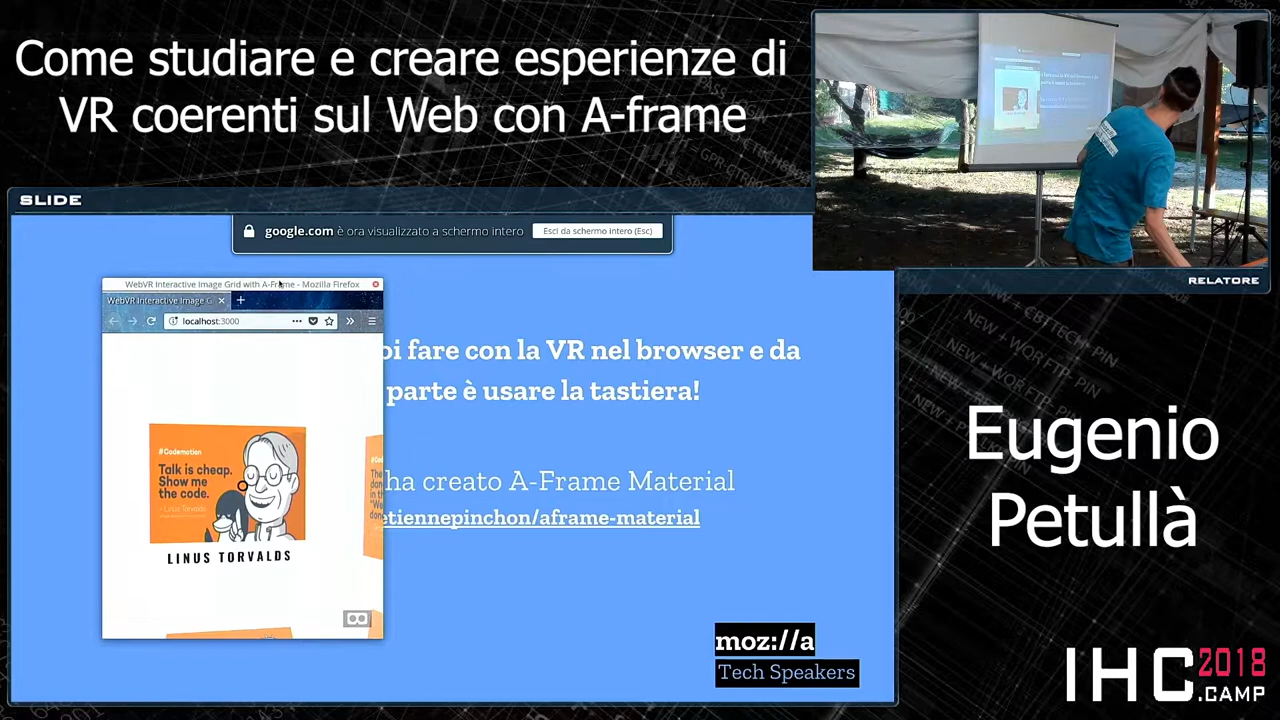 Come studiare e creare esperienze di
VR coerenti sul Web con A-frame
SLIDE
google.com è ora visualizzato a schermo intero
Esci da schermo intero (Esc)
WebVR Interactive Image Grid with A-Frame - Mozilla Firefox
WebVR Interactive Image G
localhost:3000
oi fare con la VR nel browser e da
parte è usare la tastiera!
#Codemotion
Talk is cheap.
Show me
the code.
- Linus Torvalds
LINUS TORVALDS
ha creato A-Frame Material
etiennepinchon/aframe-material
moz://a
Tech Speakers
RELATORE
Eugenio
Petullà
IHC 2018
.CAMP